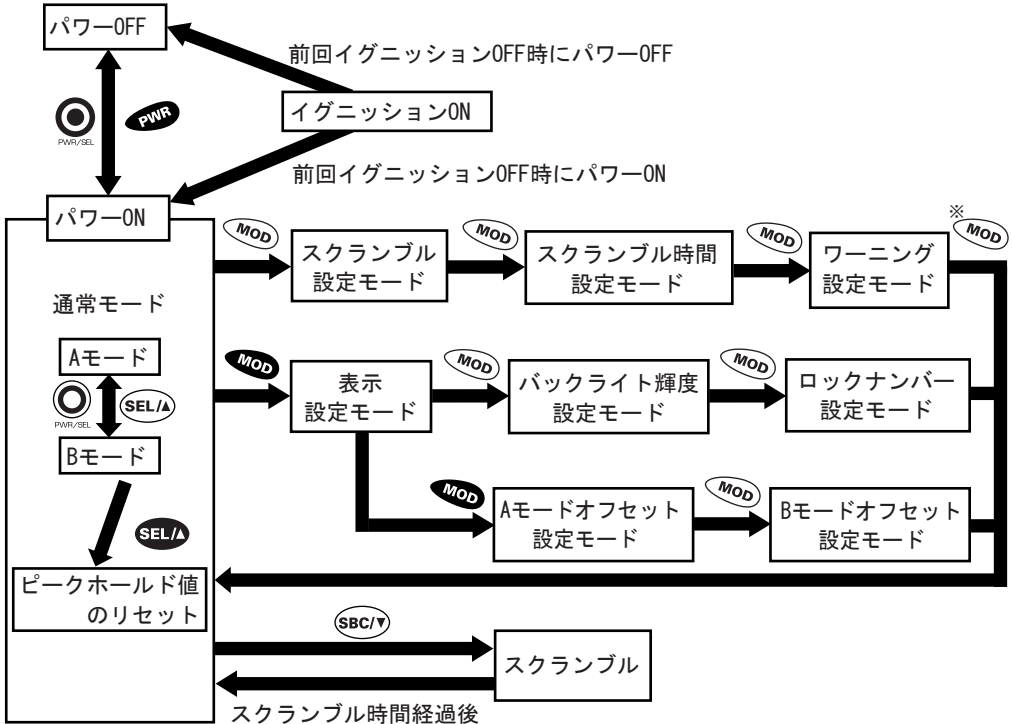 パワーOFF
前回イグニッションOFF時にパワーOFF
PWR
PWR/SEL
イグニッションON
前回イグニッションOFF時にパワーON
パワーON
※
MOD
MOD
MOD
MOD
スクランブル
設定モード
スクランブル時間
設定モード
ワーニング
設定モード
通常モード
Aモード
SEL/▲
PWR/SEL
Bモード
MOD
MOD
MOD
表示
設定モード
バックライト輝度
設定モード
ロックナンバー
設定モード
MOD
MOD
Aモードオフセット
設定モード
Bモードオフセット
設定モード
SEL/▲
ピークホールド値
のリセット
SBC/▼
スクランブル
スクランブル時間経過後